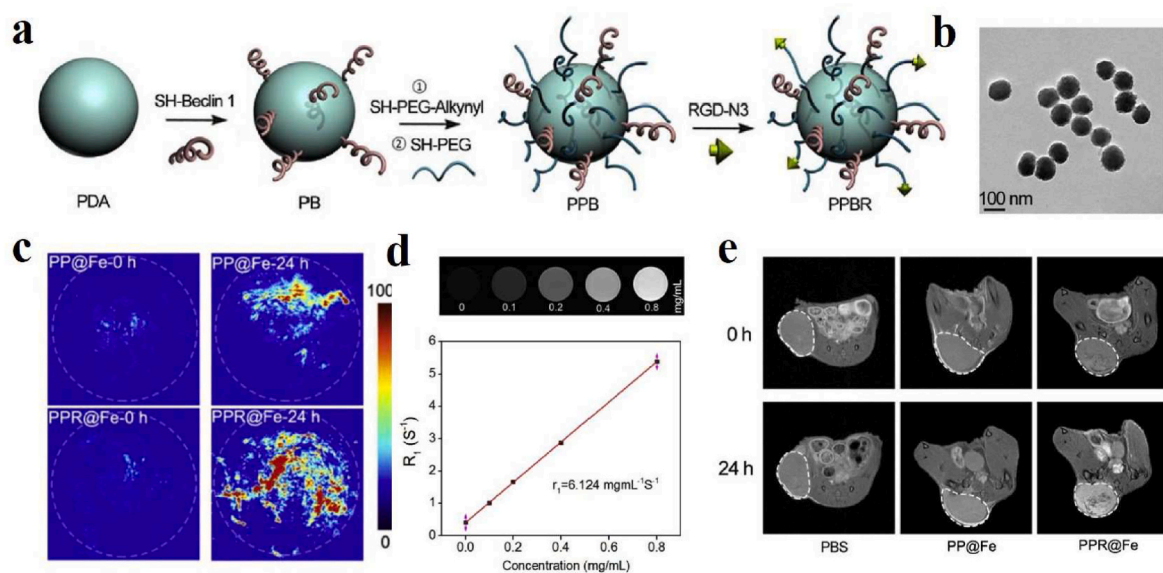 a
SH-Beclin 1
①
SH-PEG-Alkynyl
② SH-PEG
RGD-N3
PDA
PB
PPB
PPBR
b
100 nm
c
PP@Fe-0 h
PP@Fe-24 h
PPR@Fe-0 h
PPR@Fe-24 h
100
0
d
0
0.1
0.2
0.4
0.8
mg/mL
6
5
4
3
2
1
0
R₁ (S⁻¹)
r₁=6.124 mgmL⁻¹S⁻¹
0.0
0.2
0.4
0.6
0.8
Concentration (mg/mL)
e
0 h
24 h
PBS
PP@Fe
PPR@Fe